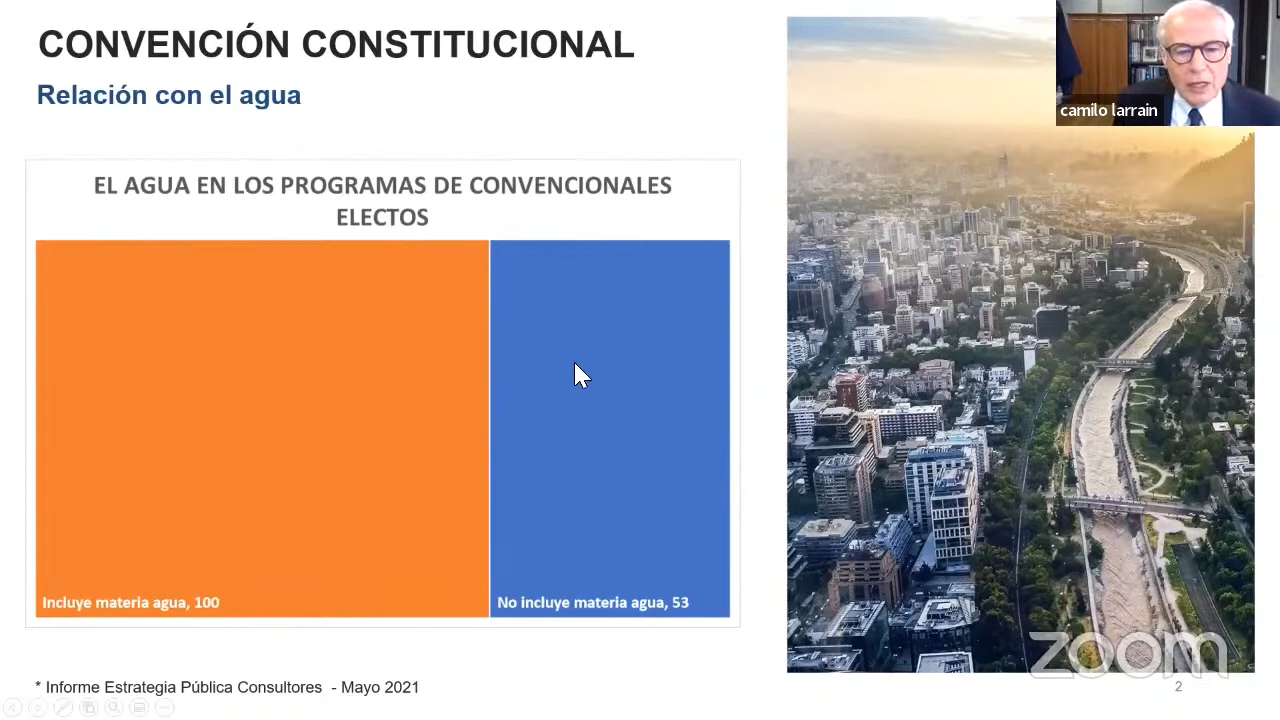 CONVENCIÓN CONSTITUCIONAL
Relación con el agua
camilo larrain
EL AGUA EN LOS PROGRAMAS DE CONVENCIONALES
ELECTOS
Incluye materia agua, 100
No incluye materia agua, 53
zoom
* Informe Estrategia Pública Consultores - Mayo 2021
2